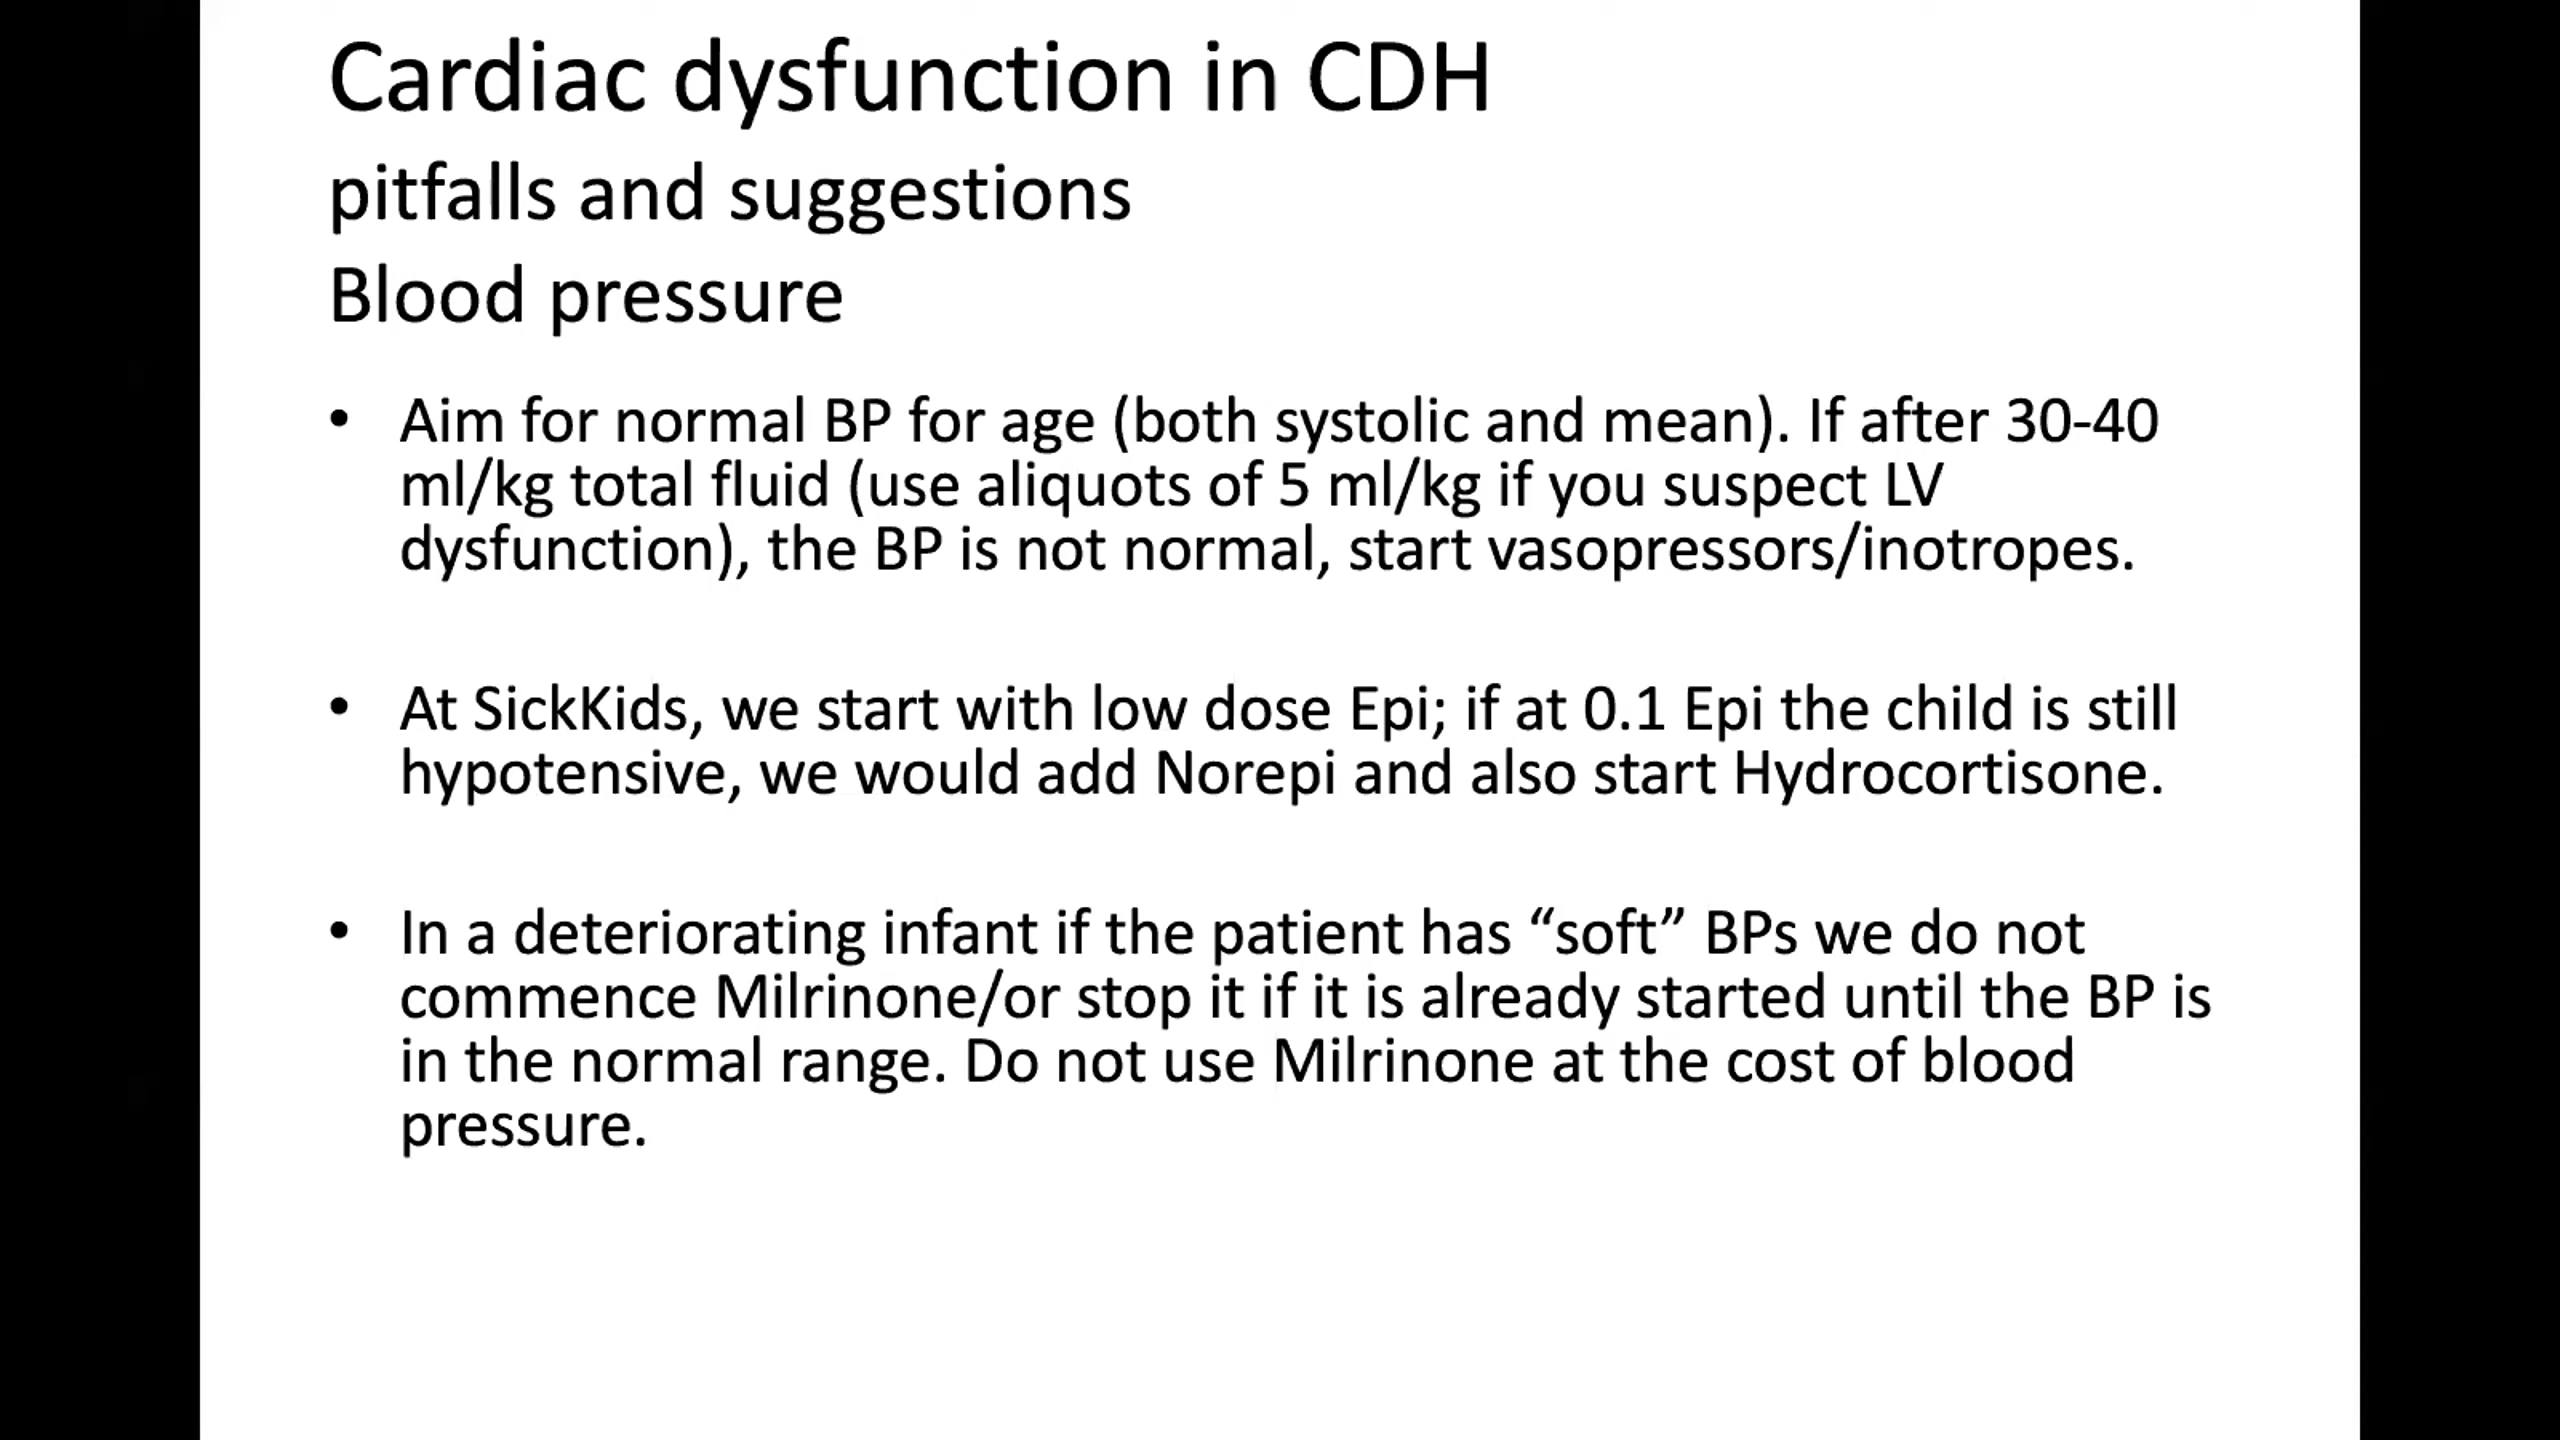 Cardiac dysfunction in CDH
pitfalls and suggestions
Blood pressure
• Aim for normal BP for age (both systolic and mean). If after 30-40
ml/kg total fluid (use aliquots of 5 ml/kg if you suspect LV
dysfunction), the BP is not normal, start vasopressors/inotropes.
• At SickKids, we start with low dose Epi; if at 0.1 Epi the child is still
hypotensive, we would add Norepi and also start Hydrocortisone.
• In a deteriorating infant if the patient has “soft” BPs we do not
commence Milrinone/or stop it if it is already started until the BP is
in the normal range. Do not use Milrinone at the cost of blood
pressure.